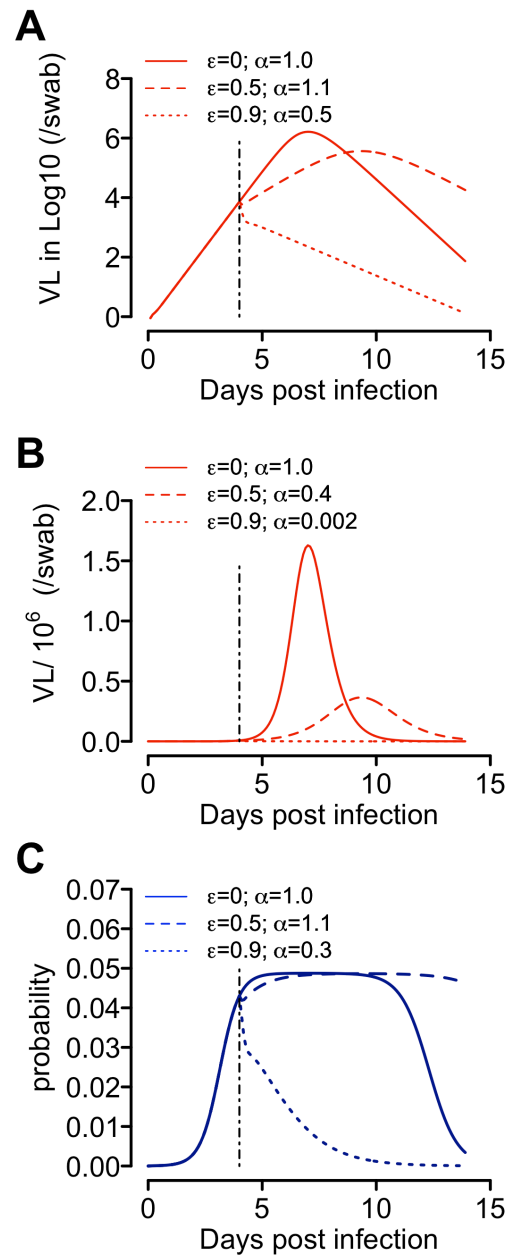 A
ε=0; α=1.0
ε=0.5; α=1.1
ε=0.9; α=0.5
VL in Log10 (/swab)
8
6
4
2
0
0 5 10 15
Days post infection
B
ε=0; α=1.0
ε=0.5; α=0.4
ε=0.9; α=0.002
VL/ 10⁶ (/swab)
2.0
1.5
1.0
0.5
0.0
0 5 10 15
Days post infection
C
ε=0; α=1.0
ε=0.5; α=1.1
ε=0.9; α=0.3
probability
0.07
0.06
0.05
0.04
0.03
0.02
0.01
0.00
0 5 10 15
Days post infection